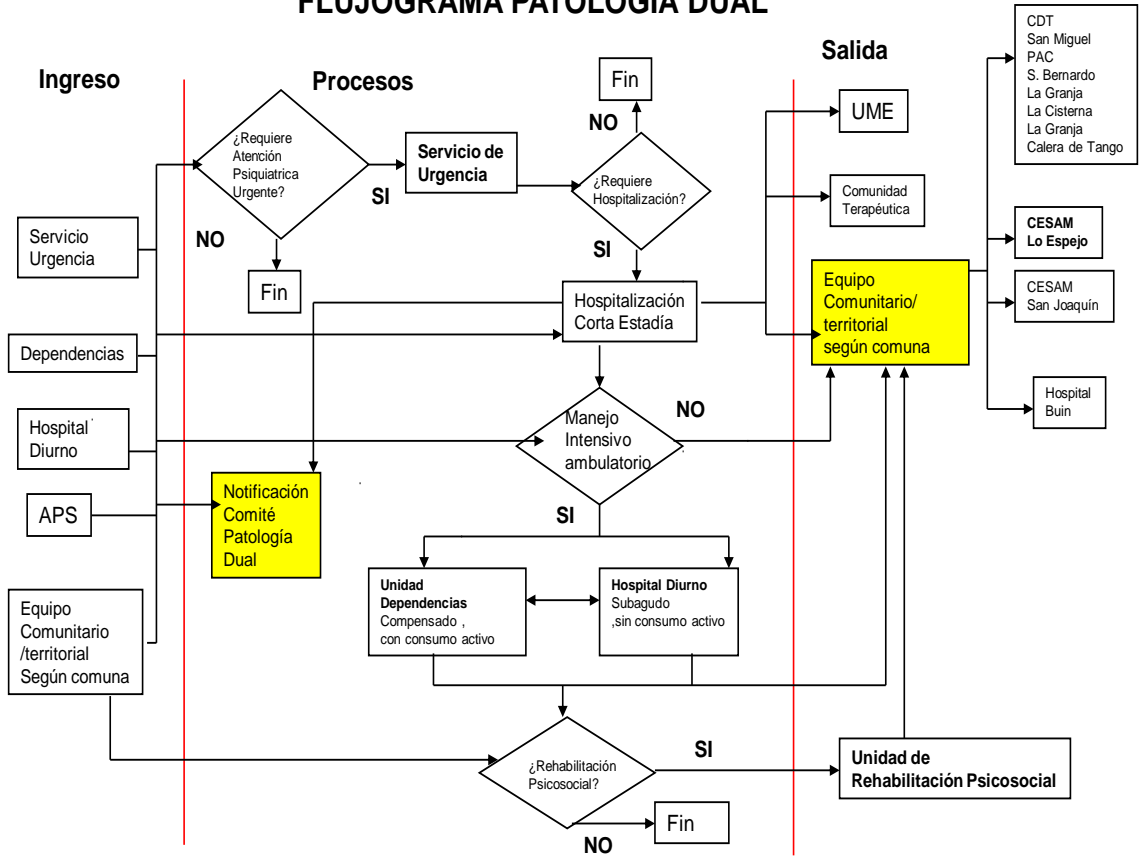 FLUJOGRAMA PATOLOGIA DUAL
Ingreso
Procesos
Salida
CDT
San Miguel
PAC
S. Bernardo
La Granja
La Cisterna
La Granja
Calera de Tango
Fin
NO
UME
¿Requiere
Atención
Psiquiatrica
Urgente?
SI
Servicio de
Urgencia
¿Requiere
Hospitalización?
Comunidad
Terapéutica
Servicio
Urgencia
NO
Fin
SI
CESAM
Lo Espejo
Hospitalización
Corta Estadía
Equipo
Comunitario/
territorial
según comuna
CESAM
San Joaquín
Dependencias
Hospital
Diurno
Manejo
Intensivo
ambulatorio
NO
Hospital
Buin
APS
Notificación
Comité
Patología
Dual
SI
Equipo
Comunitario
/territorial
Según comuna
Unidad
Dependencias
Compensado ,
con consumo activo
Hospital Diurno
Subagudo
,sin consumo activo
¿Rehabilitación
Psicosocial?
SI
Unidad de
Rehabilitación Psicosocial
NO
Fin